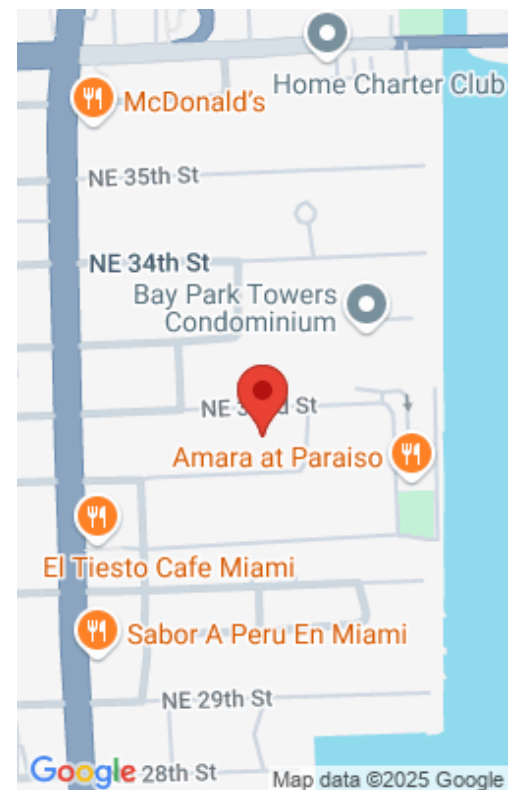 Home Charter Club
McDonald's
NE 35th St
NE 34th St
Bay Park Towers
Condominium
NE 3
d St
Amara at Paraiso
El Tiesto Cafe Miami
Sabor A Peru En Miami
NE 29th St
Google
28th St
Map data ©2025 Google